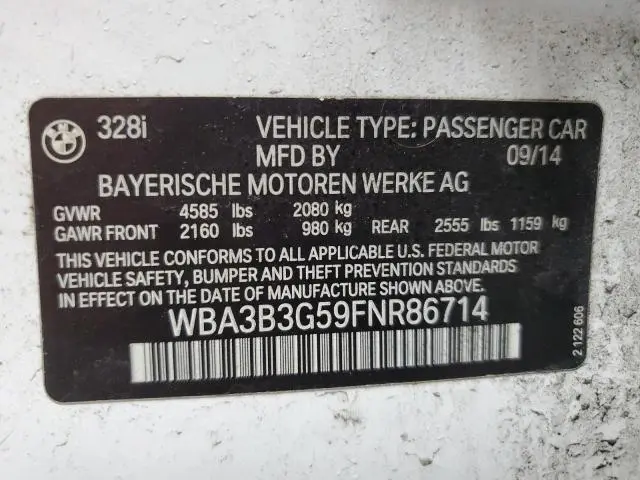 328i VEHICLE TYPE: PASSENGER CAR
MFD BY 09/14
BAYERISCHE MOTOREN WERKE AG
GVWR 4585 lbs 2080 kg
GAWR FRONT 2160 lbs 980 kg REAR 2555 lbs 1159 kg
THIS VEHICLE CONFORMS TO ALL APPLICABLE U.S. FEDERAL MOTOR
VEHICLE SAFETY, BUMPER AND THEFT PREVENTION STANDARDS
IN EFFECT ON THE DATE OF MANUFACTURE SHOWN ABOVE.
WBA3B3G59FNR86714
2 122 606